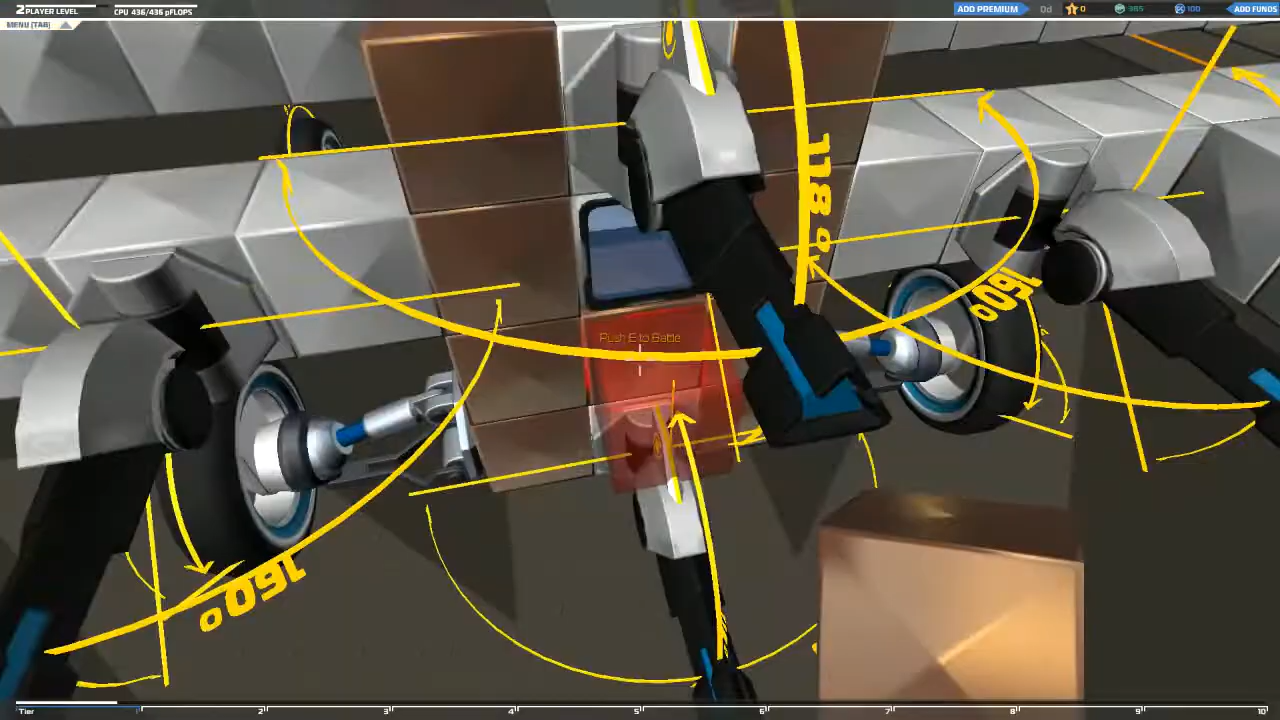 2 PLAYER LEVEL
CPU 436/436 pFLOPS
ADD PREMIUM
0d
0
365
100
ADD FUNDS
MENU [TAB]
118°
160°
Push E to Battle
160°
Tier
2
3
4
5
6
7
8
9
10